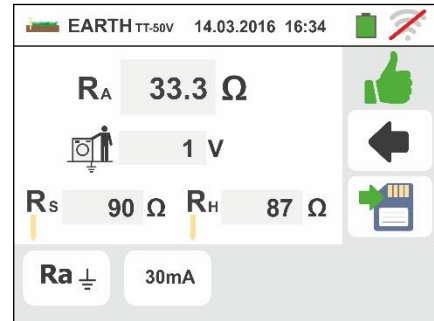 EARTH TT-50V 14.03.2016 16:34
RA 33.3 Ω
1 V
RS 90 Ω RH 87 Ω
Ra 30mA